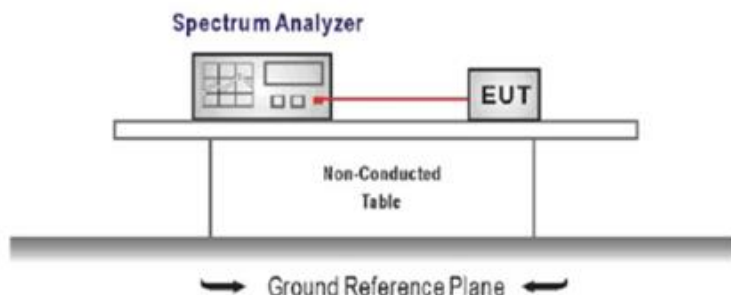 Spectrum Analyzer
EUT
Non-Conducted
Table
Ground Reference Plane